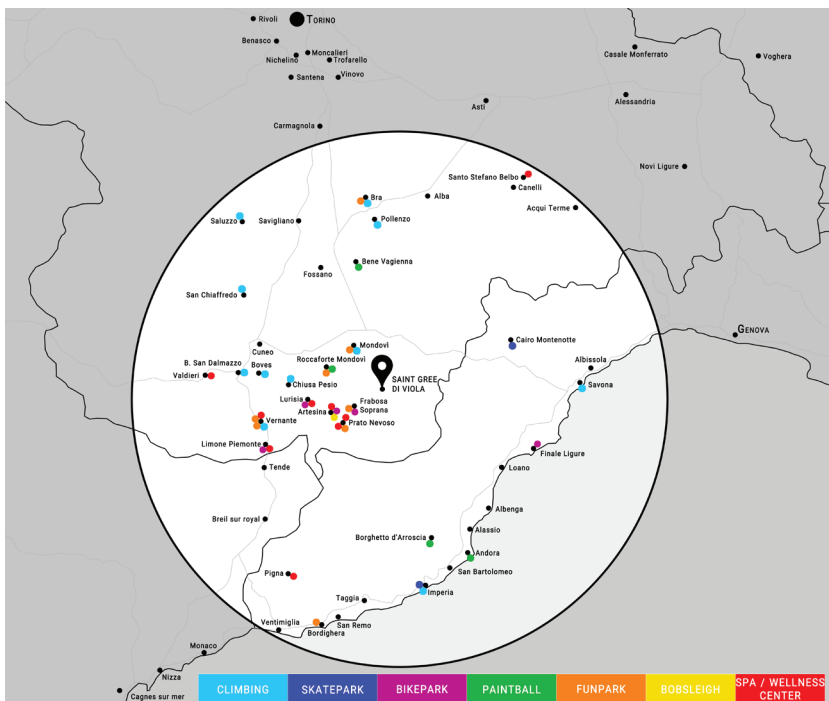 Rivoli
TORINO
Benasco
Moncalieri
Nichelino
Trofarello
Santena
Vinovo
Casale Monferrato
Voghera
Asti
Alessandria
Carmagnola
Novi Ligure
Santo Stefano Belbo
Canelli
Bra
Alba
Acqui Terme
Saluzzo
Savigliano
Pollenzo
Bene Vagienna
Fossano
San Chiaffredo
GENOVA
Cuneo
Mondovì
Cairo Montenotte
Albissola
B. San Dalmazzo
Boves
Roccaforte Mondovì
Valdieri
Chiusa Pesio
SAINT GREE
DI VIOLA
Savona
Lurisia
Artesina
Frabosa
Soprana
Vernante
Prato Nevoso
Limone Piemonte
Finale Ligure
Tende
Loano
Breil sur royal
Albenga
Alassio
Borghetto d'Arroscia
Andora
Pigna
San Bartolomeo
Imperia
Taggia
San Remo
Ventimiglia
Bordighera
Monaco
Nizza
Cagnes sur mer
CLIMBING
SKATEPARK
BIKEPARK
PAINTBALL
FUNPARK
BOBSLEIGH
SPA / WELLNESS
CENTER